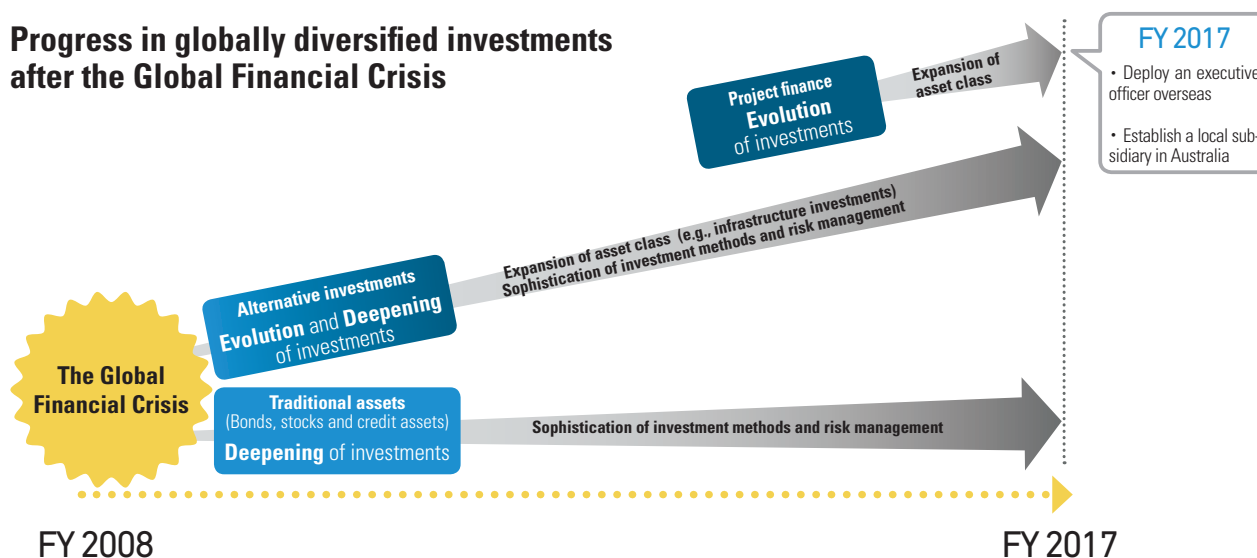 Progress in globally diversified investments
after the Global Financial Crisis
FY 2017
• Deploy an executive
officer overseas
• Establish a local sub-
sidiary in Australia
Project finance
Evolution
of investments
Expansion of
asset class
Alternative investments
Evolution and Deepening
of investments
Expansion of asset class (e.g., infrastructure investments)
Sophistication of investment methods and risk management
The Global
Financial Crisis
Traditional assets
(Bonds, stocks and credit assets)
Deepening of investments
Sophistication of investment methods and risk management
FY 2008
FY 2017